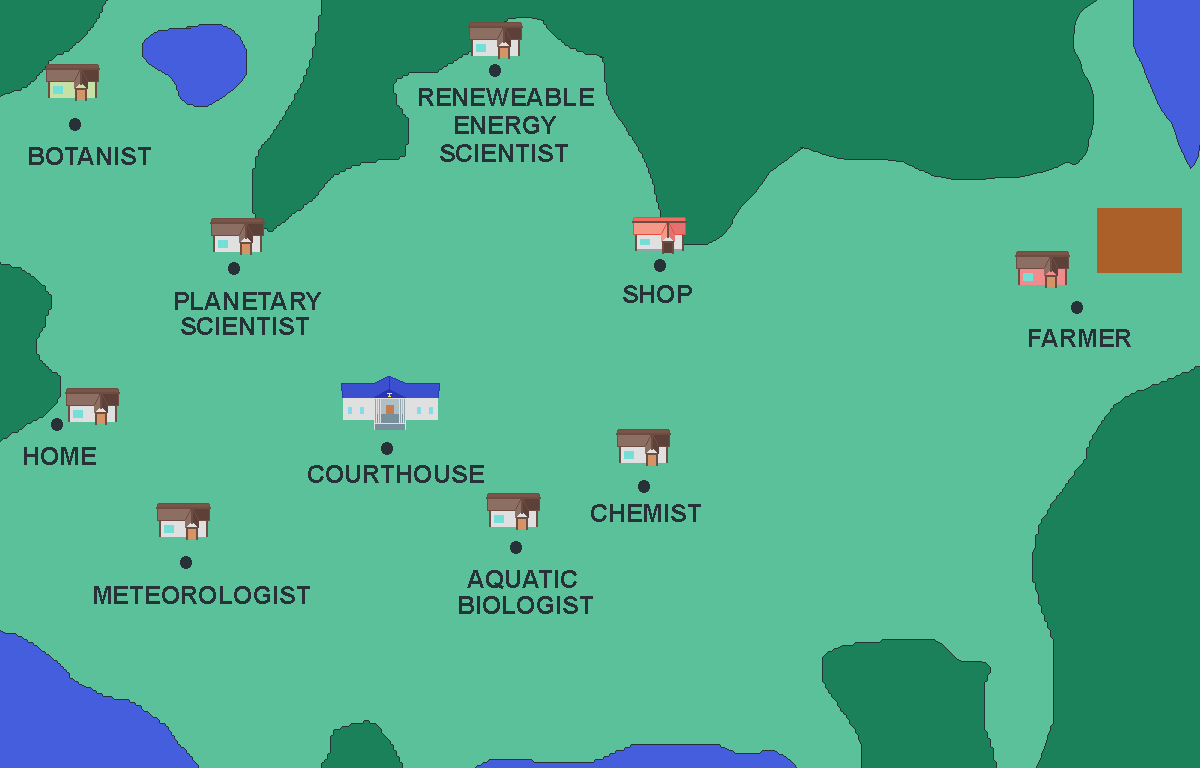 RENEWEABLE
ENERGY
SCIENTIST
BOTANIST
PLANETARY
SCIENTIST
SHOP
FARMER
HOME
COURTHOUSE
CHEMIST
METEOROLOGIST
AQUATIC
BIOLOGIST